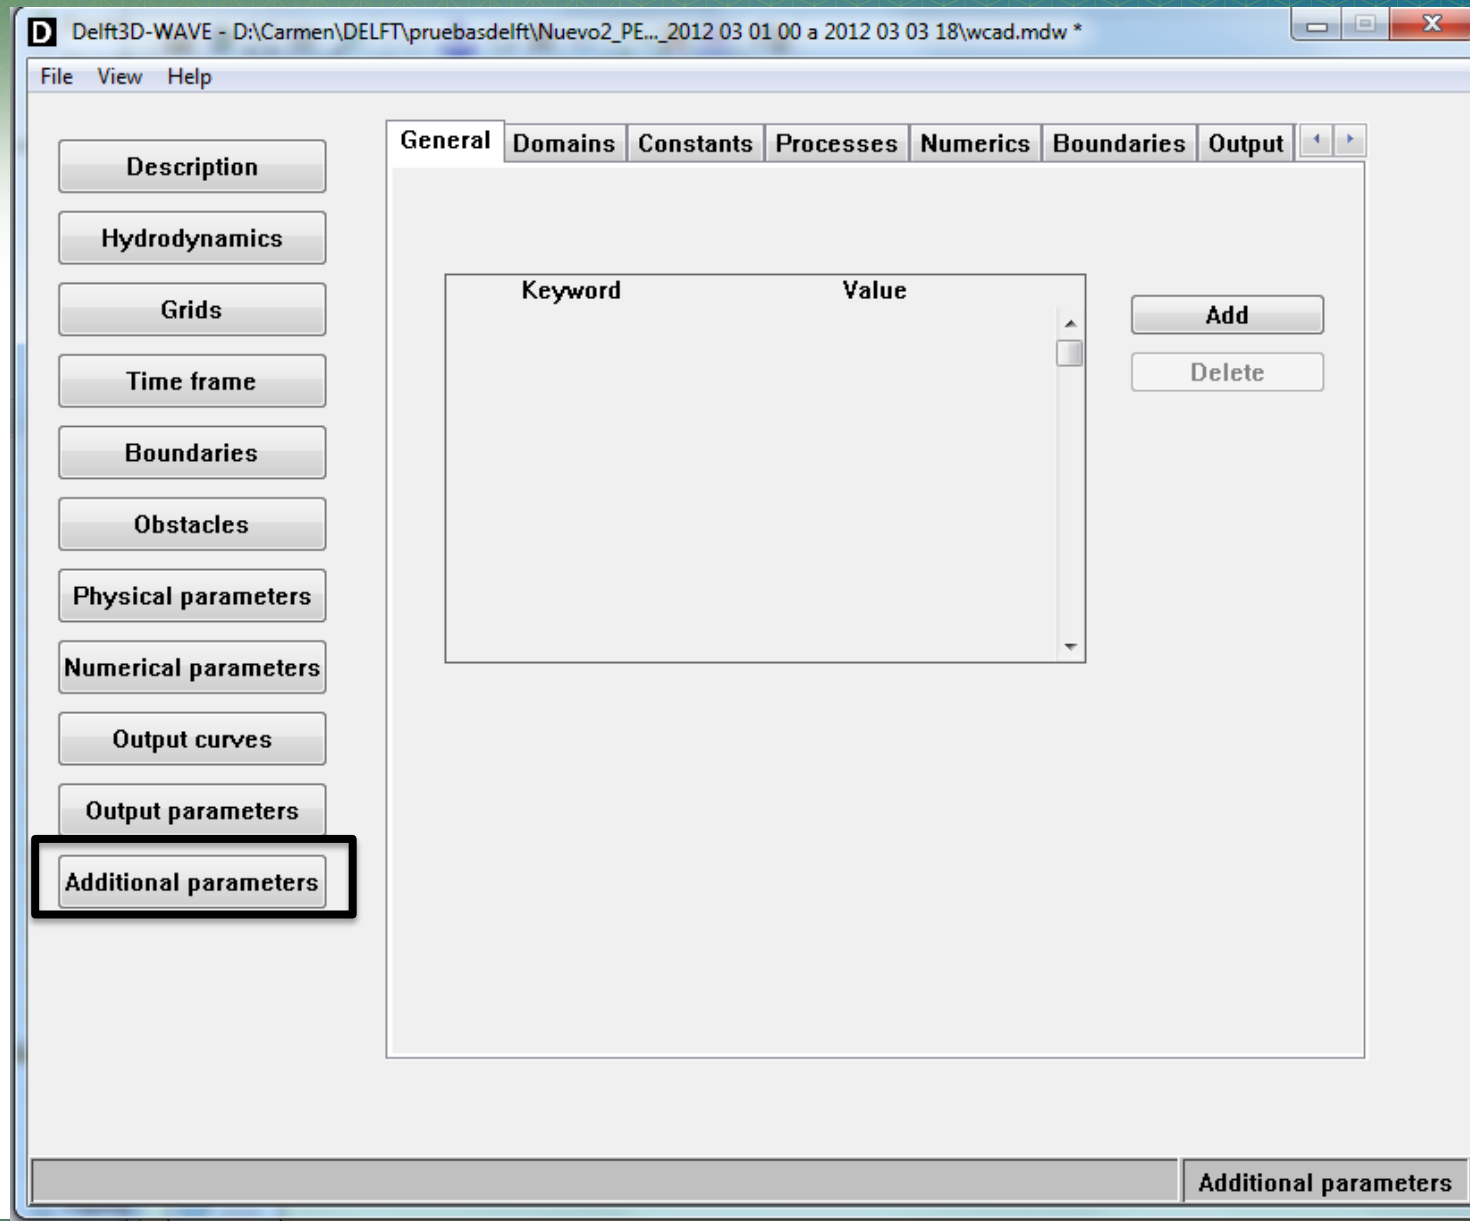 D Delft3D-WAVE - D:\Carmen\DELFT\pruebasdelft\Nuevo2_PE..._2012 03 01 00 a 2012 03 03 18\wcad.mdw *
File View Help
General Domains Constants Processes Numerics Boundaries Output
Description
Hydrodynamics
Grids
Time frame
Boundaries
Obstacles
Physical parameters
Numerical parameters
Output curves
Output parameters
Additional parameters
Keyword Value
Add
Delete
Additional parameters